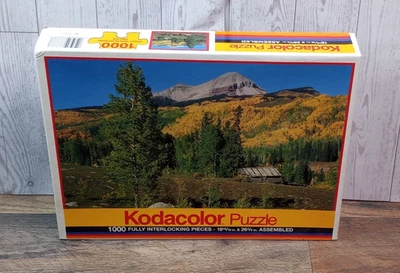 1000
Kodacolor Puzzle
Kodacolor Puzzle
1000 FULLY INTERLOCKING PIECES - ASSEMBLED